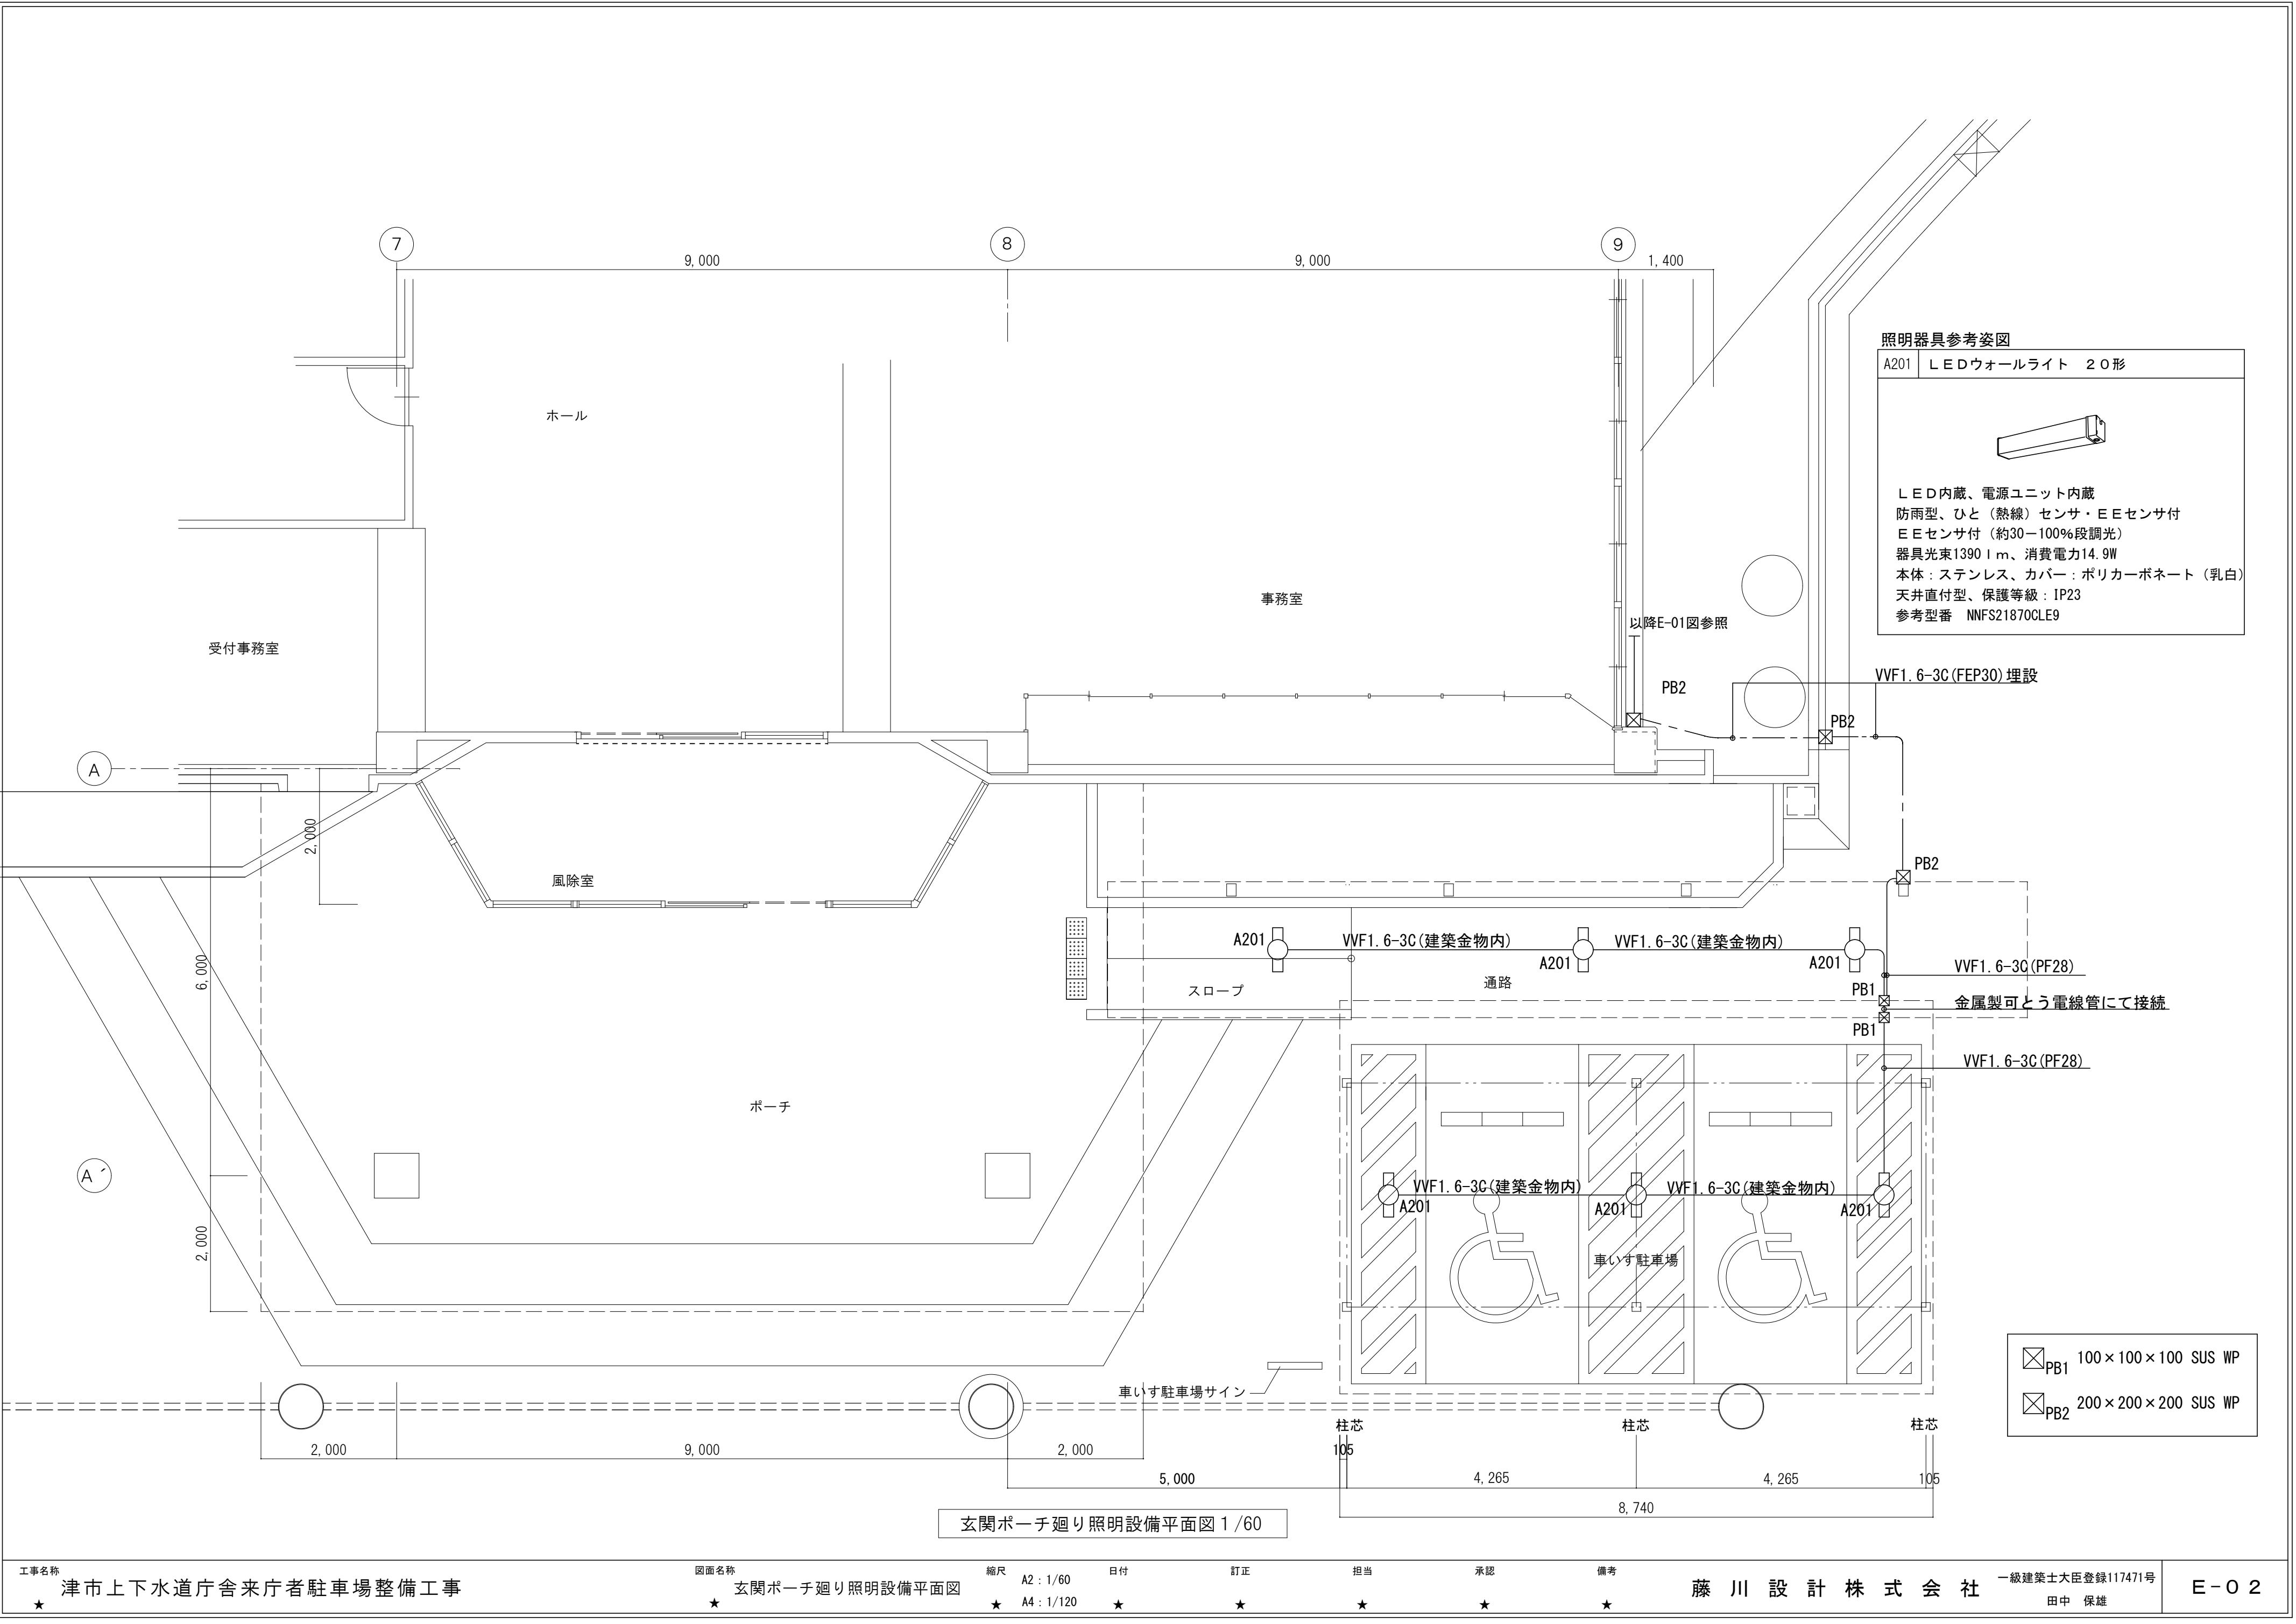 7
8
9
9,000
9,000
1,400
照明器具参考姿図
A201 LEDウォールライト 20形
LED内蔵、電源ユニット内蔵
防雨型、ひと（熱線）センサ・EEセンサ付
EEセンサ付（約30−100%段調光）
器具光束1390lm、消費電力14.9W
本体：ステンレス、カバー：ポリカーボネート（乳白）
天井直付型、保護等級：IP23
参考型番 NNFS21870CLE9
ホール
事務室
受付事務室
以降E-01図参照
PB2
VVF1.6-3C(FEP30)埋設
PB2
A
2,000
風除室
PB2
6,000
A201
VVF1.6-3C(建築金物内)
A201
VVF1.6-3C(建築金物内)
A201
VVF1.6-3C(PF28)
スロープ
通路
PB1
金属製可とう電線管にて接続
PB1
VVF1.6-3C(PF28)
ポーチ
A´
VVF1.6-3C(建築金物内)
A201
VVF1.6-3C(建築金物内)
A201
A201
2,000
車いす駐車場
PB1 100×100×100 SUS WP
PB2 200×200×200 SUS WP
車いす駐車場サイン
柱芯
柱芯
柱芯
2,000
9,000
2,000
105
5,000
4,265
4,265
105
8,740
玄関ポーチ廻り照明設備平面図1/60
工事名称
★ 津市上下水道庁舎来庁者駐車場整備工事
図面名称
★ 玄関ポーチ廻り照明設備平面図
縮尺
A2：1/60
★ A4：1/120
日付
★
訂正
★
担当
★
承認
★
備考
★
藤川設計株式会社
一級建築士大臣登録117471号
田中 保雄
E-02